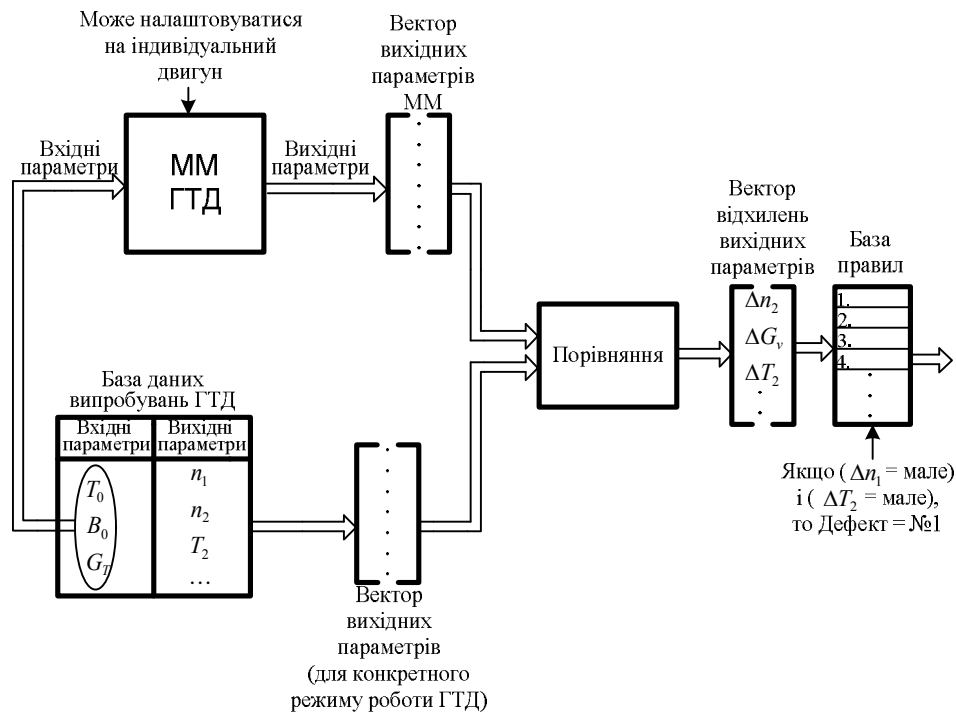 Може налаштовуватися
на індивідуальний
двигун
Вектор
вихідних
параметрів
ММ
Вхідні
параметри
ММ
ГТД
Вихідні
параметри
Вектор
відхилень
вихідних
параметрів
База
правил
Δn₂
ΔGᵥ
ΔT₂
1.
2.
3.
4.
Порівняння
База даних
випробувань ГТД
Вхідні
параметри
Вихідні
параметри
T₀
B₀
G_T
n₁
n₂
T₂
...
Якщо (Δn₁ = мале)
і ( ΔT₂ = мале),
то Дефект = №1
Вектор
вихідних
параметрів
(для конкретного
режиму роботи ГТД)